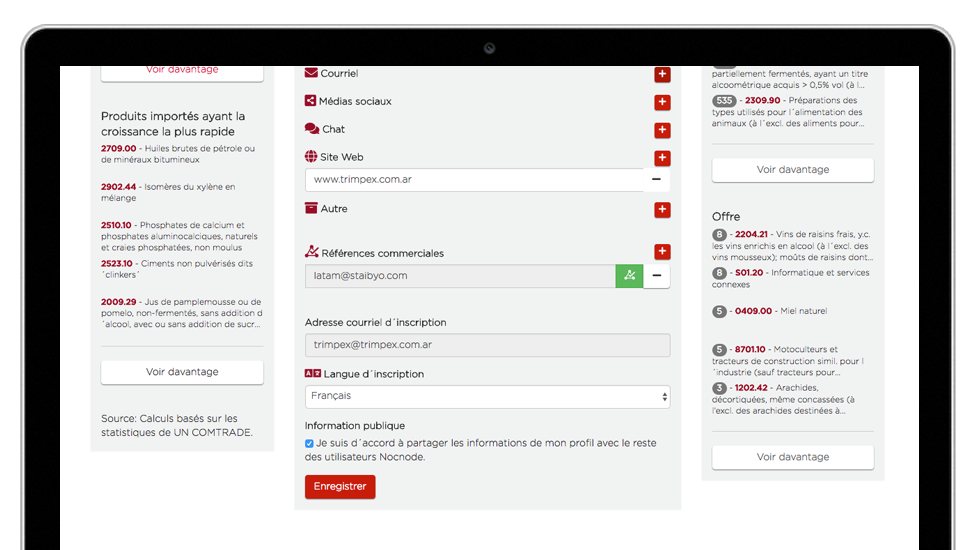 Voir davantage
Produits importés ayant la
croissance la plus rapide
2709.00 - Huiles brutes de pétrole ou
de minéraux bitumineux
2902.44 - Isomères du xylène en
mélange
2510.10 - Phosphates de calcium et
phosphates aluminocalciques, naturels
et craies phosphatées, non moulus
2523.10 - Ciments non pulvérisés dits
´clinkers´
2009.29 - Jus de pamplemousse ou de
pomelo, non-fermentés, sans addition d
´alcool, avec ou sans addition de sucr...
Voir davantage
Source: Calculs basés sur les
statistiques de UN COMTRADE.
Courriel
Médias sociaux
Chat
Site Web
www.trimpex.com.ar
Autre
Références commerciales
latam@staibyo.com
Adresse courriel d´inscription
trimpex@trimpex.com.ar
Langue d´inscription
Français
Information publique
Je suis d´accord à partager les informations de mon profil avec le reste
des utilisateurs Nocnode.
Enregistrer
partiellement fermentés, ayant un titre
alcoométrique acquis > 0,5% vol (à l...
535 - 2309.90 - Préparations des
types utilisés pour l´alimentation des
animaux (à l´excl. des aliments pour...
Voir davantage
Offre
8 - 2204.21 - Vins de raisins frais, y.c.
les vins enrichis en alcool (à l´excl. des
vins mousseux); moûts de raisins dont...
8 - S01.20 - Informatique et services
connexes
5 - 0409.00 - Miel naturel
5 - 8701.10 - Motoculteurs et
tracteurs de construction simil. pour l
´industrie (sauf tracteurs pour...
3 - 1202.42 - Arachides,
décortiquées, même concassées (à
l'excl. des arachides destinées à...
Voir davantage